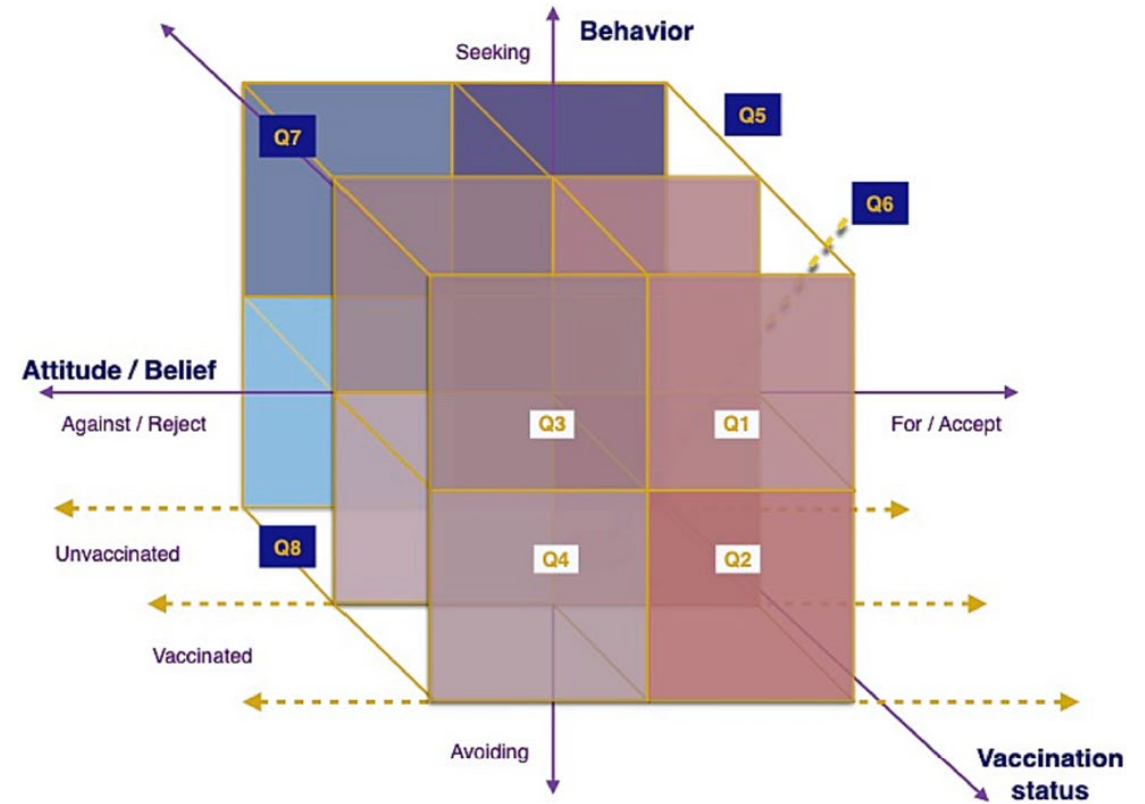 Behavior
Seeking
Q5
Q7
Q6
Attitude / Belief
Against / Reject
Q3
Q1
For / Accept
Unvaccinated
Q8
Q4
Q2
Vaccinated
Avoiding
Vaccination
status